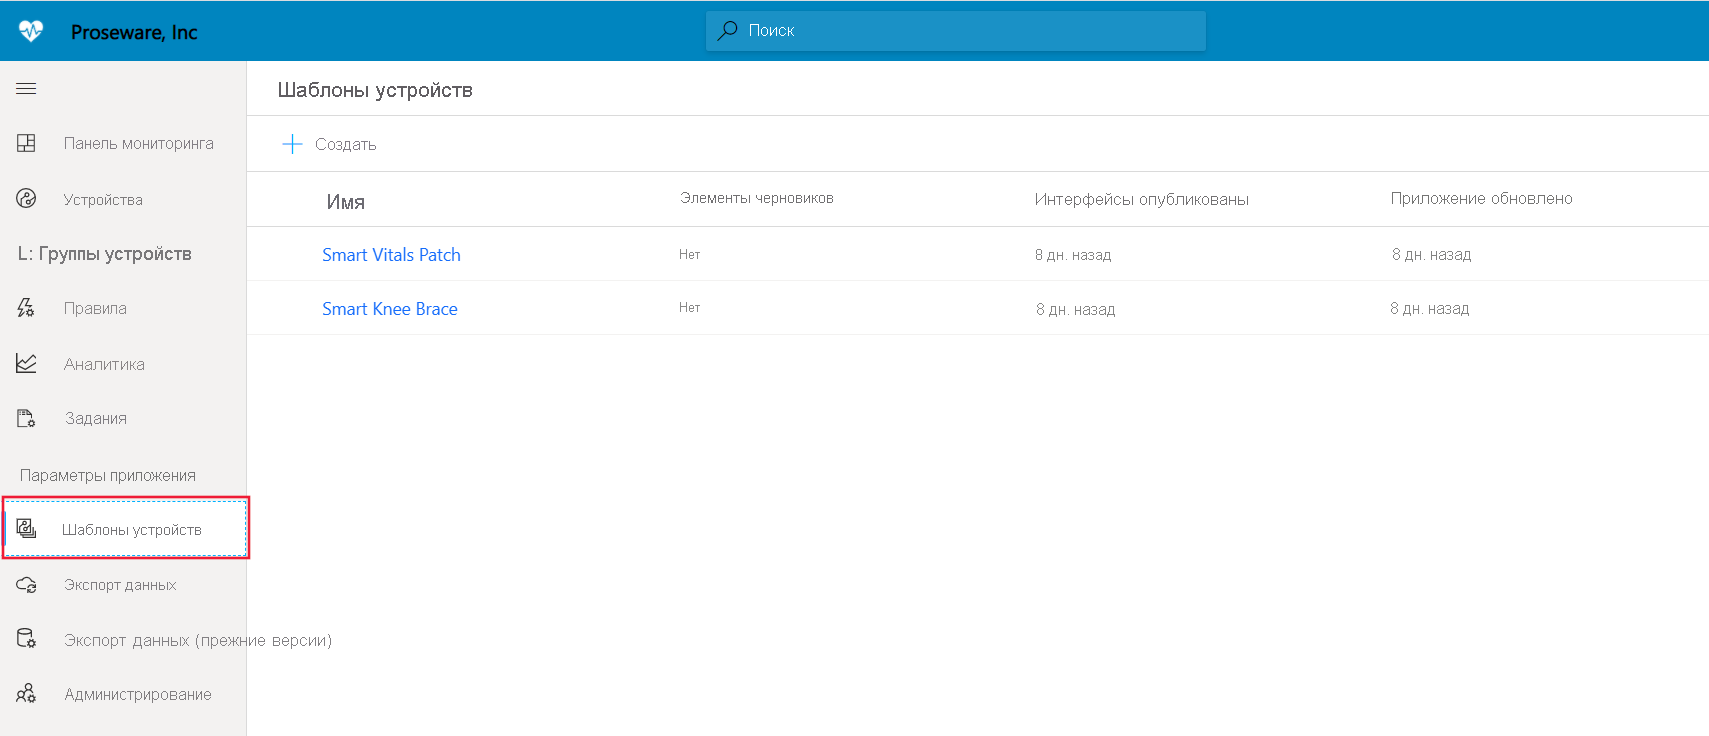 Proseware, Inc
Поиск
Шаблоны устройств
Создать
Панель мониторинга
Устройства
L: Группы устройств
Правила
Аналитика
Задания
Параметры приложения
Шаблоны устройств
Экспорт данных
Экспорт данных (прежние версии)
Администрирование
Имя Элементы черновиков Интерфейсы опубликованы Приложение обновлено
Smart Vitals Patch Нет 8 дн. назад 8 дн. назад
Smart Knee Brace Нет 8 дн. назад 8 дн. назад